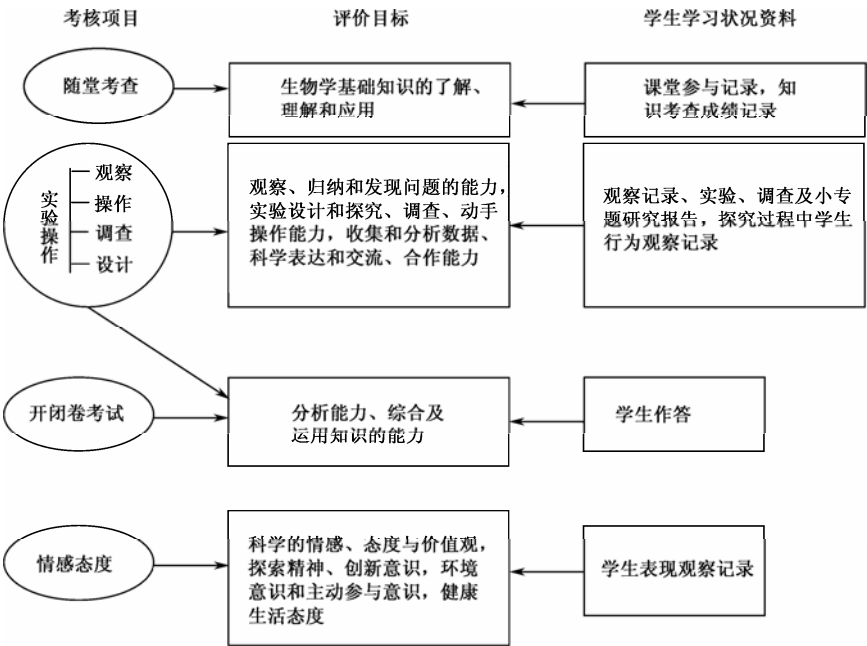 考核项目
评价目标
学生学习状况资料
随堂考查
生物学基础知识的了解、
理解和应用
课堂参与记录，知
识考查成绩记录
实验操作
观察
操作
调查
设计
观察、归纳和发现问题的能力，
实验设计和探究、调查、动手
操作能力，收集和分析数据、
科学表达和交流、合作能力
观察记录、实验、调查及小专
题研究报告，探究过程中学生
行为观察记录
开闭卷考试
分析能力、综合及
运用知识的能力
学生作答
情感态度
科学的情感、态度与价值观，
探索精神、创新意识，环境
意识和主动参与意识，健康
生活态度
学生表现观察记录